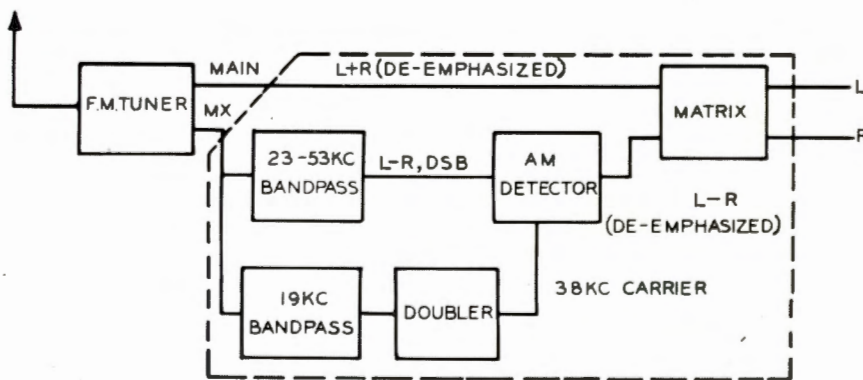 F.M. TUNER
MAIN
MX
L+R (DE-EMPHASIZED)
MATRIX
L
23-53KC
BANDPASS
L-R, DSB
AM
DETECTOR
L-R
(DE-EMPHASIZED)
19KC
BANDPASS
DOUBLER
38KC CARRIER